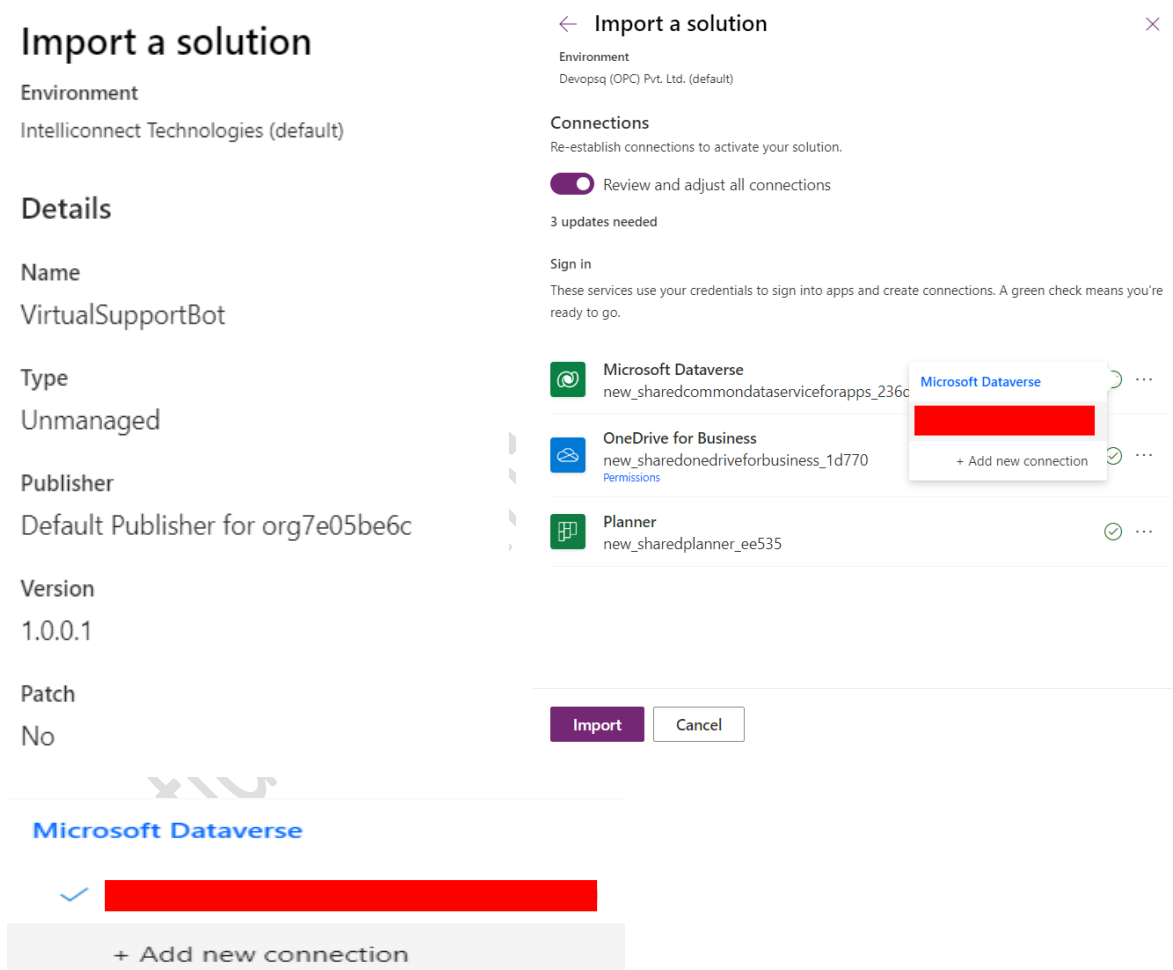 Import a solution
Environment
Intelliconnect Technologies (default)
Details
Name
VirtualSupportBot
Type
Unmanaged
Publisher
Default Publisher for org7e05be6c
Version
1.0.0.1
Patch
No
Import a solution
Environment
Devopsq (OPC) Pvt. Ltd. (default)
Connections
Re-establish connections to activate your solution.
Review and adjust all connections
3 updates needed
Sign in
These services use your credentials to sign into apps and create connections. A green check means you're
ready to go.
Microsoft Dataverse
new_sharedcommondataserviceforapps_236
Microsoft Dataverse
+ Add new connection
OneDrive for Business
new_sharedonedriveforbusiness_1d770
Permissions
Planner
new_sharedplanner_ee535
Import
Cancel
Microsoft Dataverse
+ Add new connection